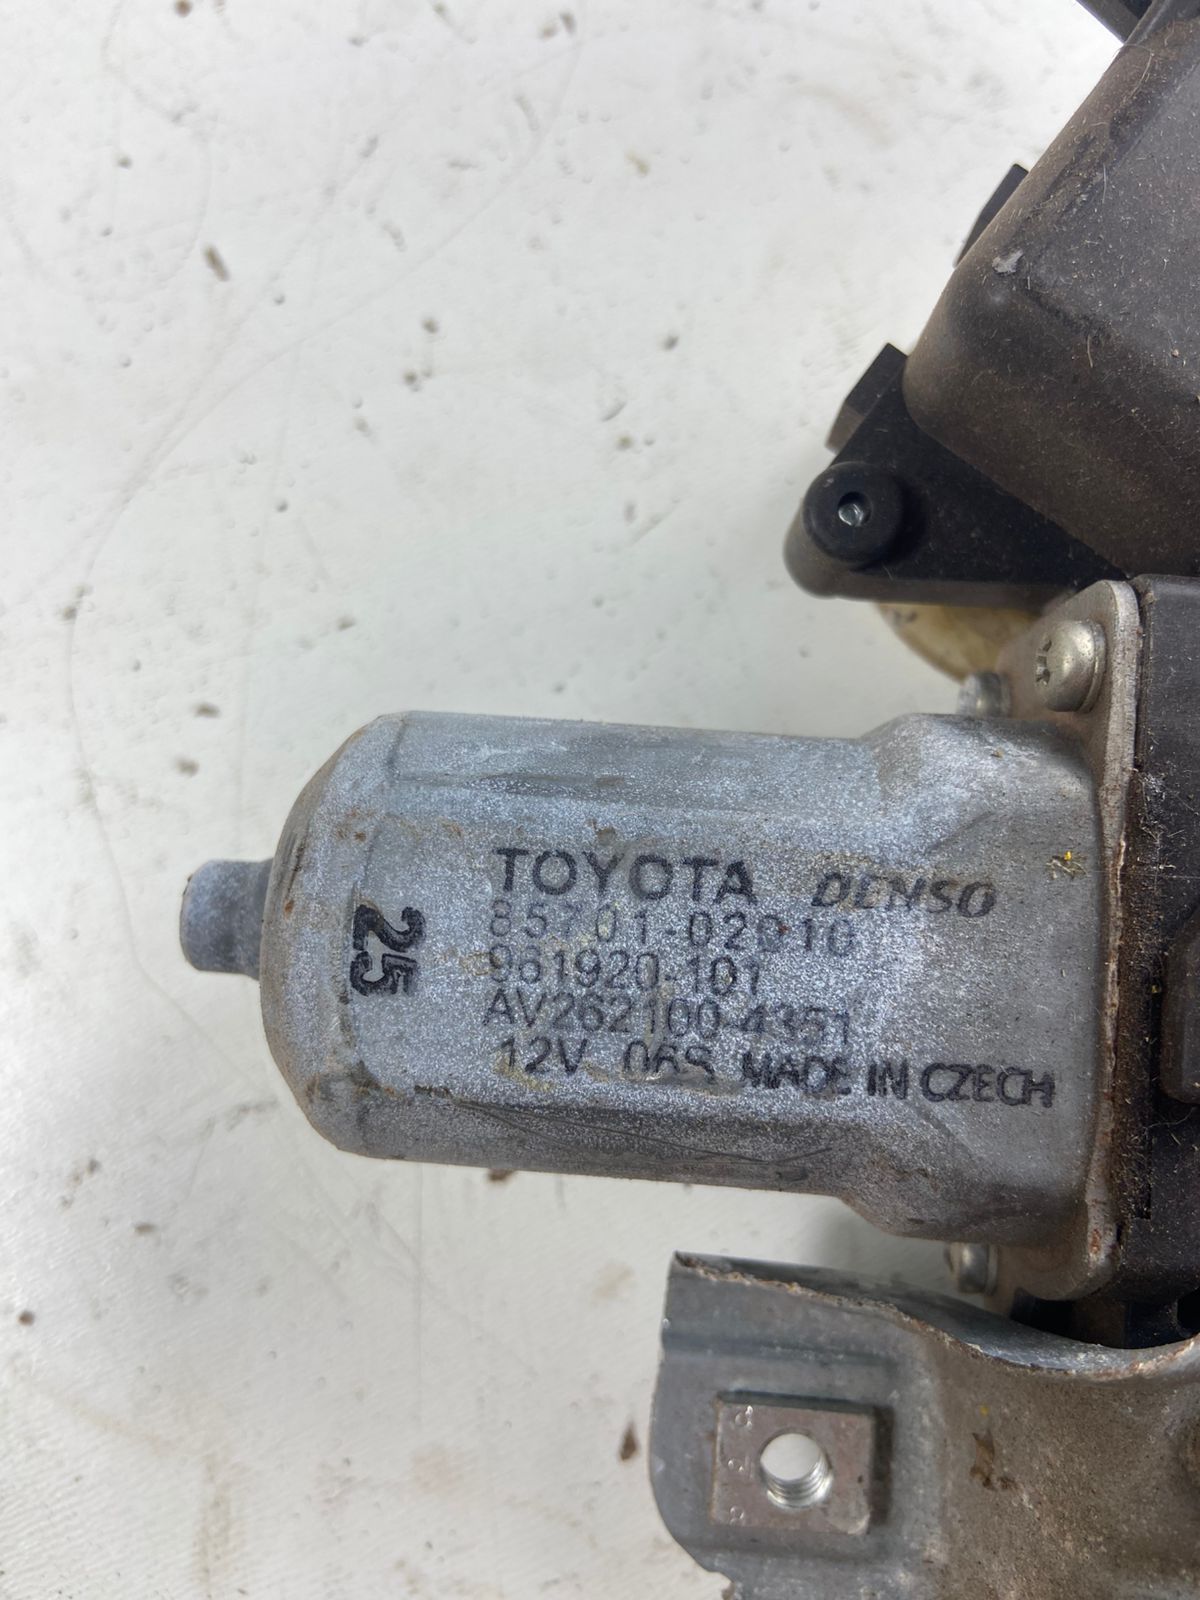 TOYOTA DENSO
85701-02010
961920-101
AV262100-4351
12V 06S MADE IN CZECH
25